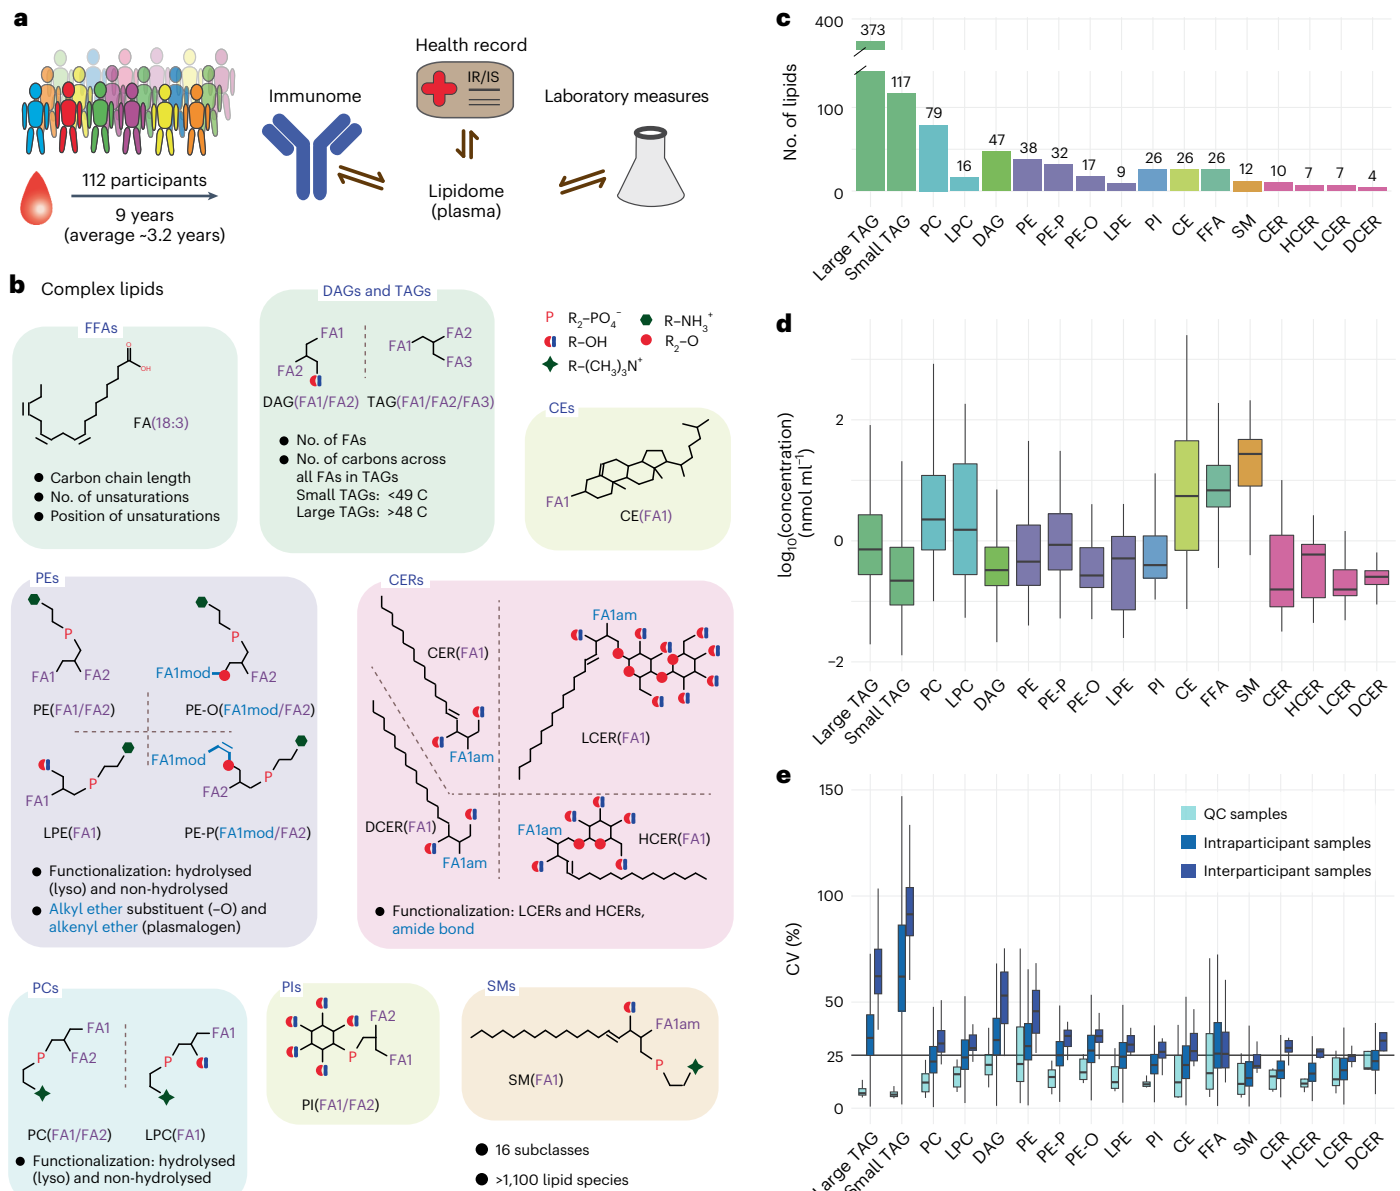 a
112 participants
9 years
(average ~3.2 years)
Immunome
Health record
IR/IS
Lipidome
(plasma)
Laboratory measures
b
Complex lipids
FFAs
O
OH
FA(18:3)
● Carbon chain length
● No. of unsaturations
● Position of unsaturations
DAGs and TAGs
FA1
FA2
DAG(FA1/FA2)
FA1
FA2
FA3
TAG(FA1/FA2/FA3)
● No. of FAs
● No. of carbons across
all FAs in TAGs
Small TAGs: <49 C
Large TAGs: >48 C
P R₂–PO₄⁻
R–NH₃⁺
R–OH
R₂–O
R–(CH₃)₃N⁺
CEs
FA1
CE(FA1)
PEs
P
FA1
FA2
PE(FA1/FA2)
P
FA1mod
FA2
PE-O(FA1mod/FA2)
P
FA1
LPE(FA1)
FA1mod
P
FA2
PE-P(FA1mod/FA2)
● Functionalization: hydrolysed
(lyso) and non-hydrolysed
● Alkyl ether substituent (–O) and
alkenyl ether (plasmalogen)
CERs
CER(FA1)
FA1am
FA1am
LCER(FA1)
DCER(FA1)
FA1am
FA1am
HCER(FA1)
● Functionalization: LCERs and HCERs,
amide bond
PCs
FA1
P
FA2
PC(FA1/FA2)
FA1
P
LPC(FA1)
● Functionalization: hydrolysed
(lyso) and non-hydrolysed
PIs
FA2
P
FA1
PI(FA1/FA2)
SMs
FA1am
P
SM(FA1)
● 16 subclasses
● >1,100 lipid species
c
No. of lipids
400
100
0
373
117
79
16
47
38
32
17
9
26
26
26
12
10
7
7
4
Large TAG
Small TAG
PC
LPC
DAG
PE
PE-P
PE-O
LPE
PI
CE
FFA
SM
CER
HCER
LCER
DCER
d
log₁₀(concentration)
(nmol ml⁻¹)
2
0
−2
Large TAG
Small TAG
PC
LPC
DAG
PE
PE-P
PE-O
LPE
PI
CE
FFA
SM
CER
HCER
LCER
DCER
e
CV (%)
150
100
50
25
0
QC samples
Intraparticipant samples
Interparticipant samples
Large TAG
Small TAG
PC
LPC
DAG
PE
PE-P
PE-O
LPE
PI
CE
FFA
SM
CER
HCER
LCER
DCER